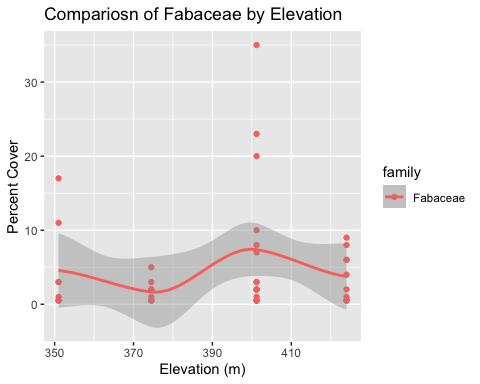 Compariosn of Fabaceae by Elevation
30
20
10
0
Percent Cover
350
370
390
410
Elevation (m)
family
Fabaceae